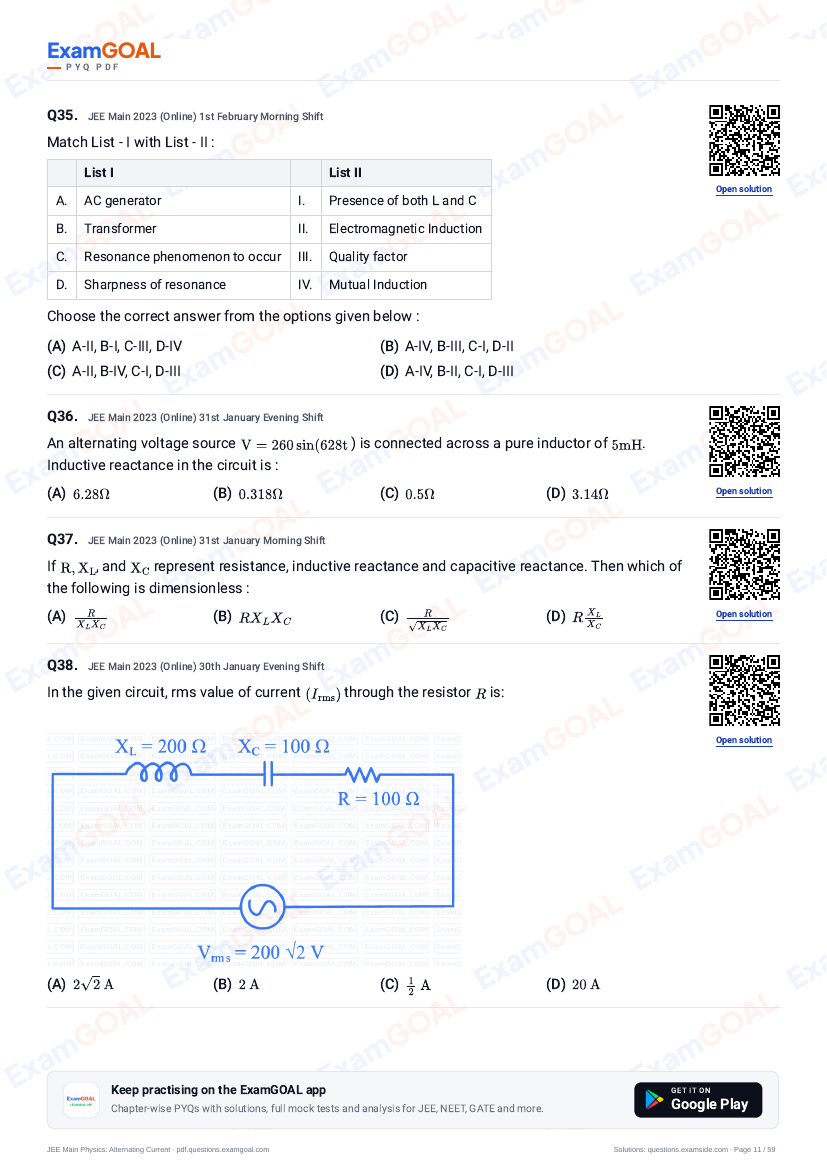 ExamGOAL
PYQ PDF
Q35. JEE Main 2023 (Online) 1st February Morning Shift
Match List - I with List - II :
List I List II
A. AC generator I. Presence of both L and C
B. Transformer II. Electromagnetic Induction
C. Resonance phenomenon to occur III. Quality factor
D. Sharpness of resonance IV. Mutual Induction
Open solution
Choose the correct answer from the options given below :
(A) A-II, B-I, C-III, D-IV (B) A-IV, B-III, C-I, D-II
(C) A-II, B-IV, C-I, D-III (D) A-IV, B-II, C-I, D-III
Q36. JEE Main 2023 (Online) 31st January Evening Shift
An alternating voltage source V = 260 sin(628t ) is connected across a pure inductor of 5mH.
Inductive reactance in the circuit is :
(A) 6.28Ω (B) 0.318Ω (C) 0.5Ω (D) 3.14Ω
Open solution
Q37. JEE Main 2023 (Online) 31st January Morning Shift
If R, X_L and X_C represent resistance, inductive reactance and capacitive reactance. Then which of
the following is dimensionless :
(A) R/(X_L X_C) (B) RX_L X_C (C) R/√(X_L X_C) (D) R X_L/X_C
Open solution
Q38. JEE Main 2023 (Online) 30th January Evening Shift
In the given circuit, rms value of current (I_rms) through the resistor R is:
Open solution
X_L = 200 Ω X_C = 100 Ω
R = 100 Ω
V_rms = 200 √2 V
(A) 2√2 A (B) 2 A (C) 1/2 A (D) 20 A
Keep practising on the ExamGOAL app
Chapter-wise PYQs with solutions, full mock tests and analysis for JEE, NEET, GATE and more.
GET IT ON
Google Play
JEE Main Physics: Alternating Current · pdf.questions.examgoal.com Solutions: questions.examside.com · Page 11 / 59